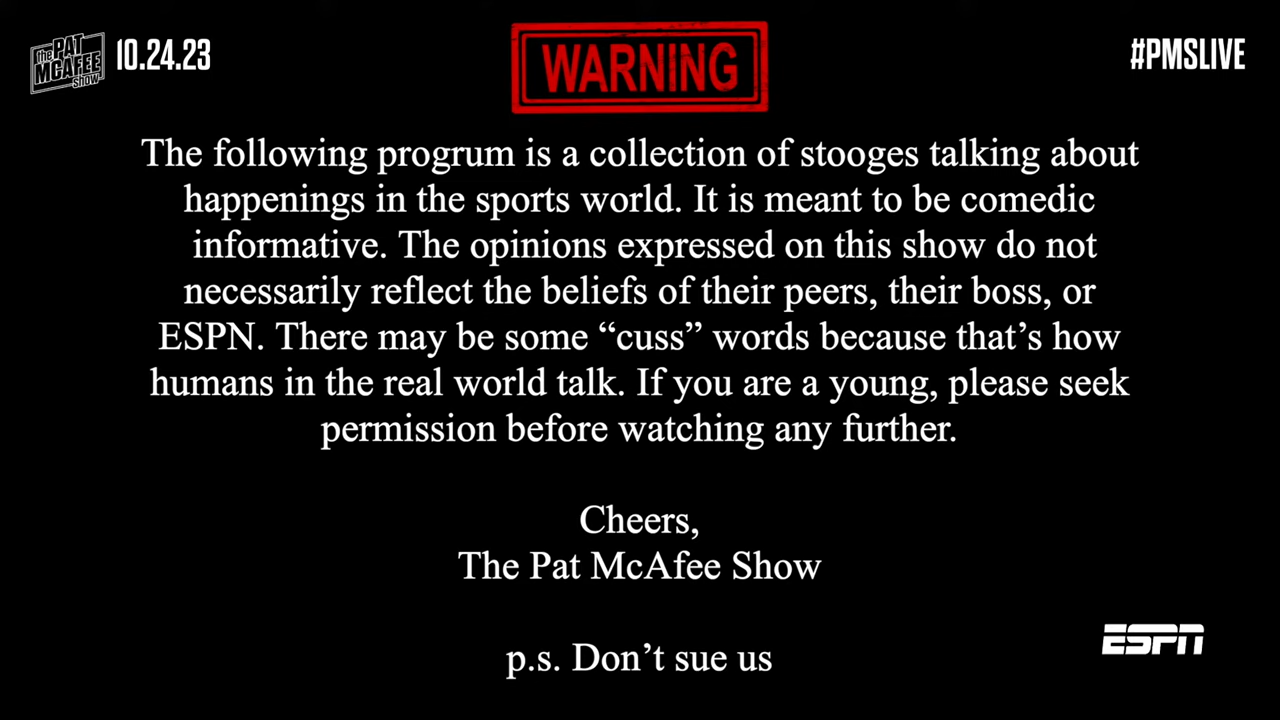 the PAT MCAFEE show
10.24.23
WARNING
#PMSLIVE
The following progrum is a collection of stooges talking about
happenings in the sports world. It is meant to be comedic
informative. The opinions expressed on this show do not
necessarily reflect the beliefs of their peers, their boss, or
ESPN. There may be some “cuss” words because that’s how
humans in the real world talk. If you are a young, please seek
permission before watching any further.
Cheers,
The Pat McAfee Show
ESPN
p.s. Don’t sue us